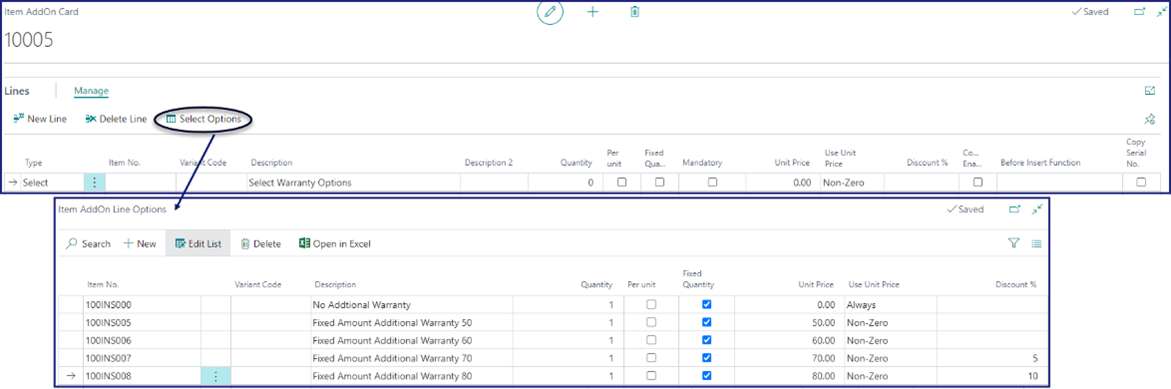 Item AddOn Card
Saved
10005
Lines Manage
New Line Delete Line Select Options
Type Item No. Variant Code Description Description 2 Quantity Per unit Fixed Qua... Mandatory Unit Price Use Unit Price Discount % Co... Ena... Before Insert Function Copy Serial No.
Select Select Warranty Options 0 0.00 Non-Zero
Item AddOn Line Options
Saved
Search New Edit List Delete Open in Excel
Item No. Variant Code Description Quantity Per unit Fixed Quantity Unit Price Use Unit Price Discount %
100INS000 No Addtional Warranty 1 0.00 Always
100INS005 Fixed Amount Additional Warranty 50 1 50.00 Non-Zero
100INS006 Fixed Amount Additional Warranty 60 1 60.00 Non-Zero
100INS007 Fixed Amount Additional Warranty 70 1 70.00 Non-Zero 5
100INS008 Fixed Amount Additional Warranty 80 1 80.00 Non-Zero 10